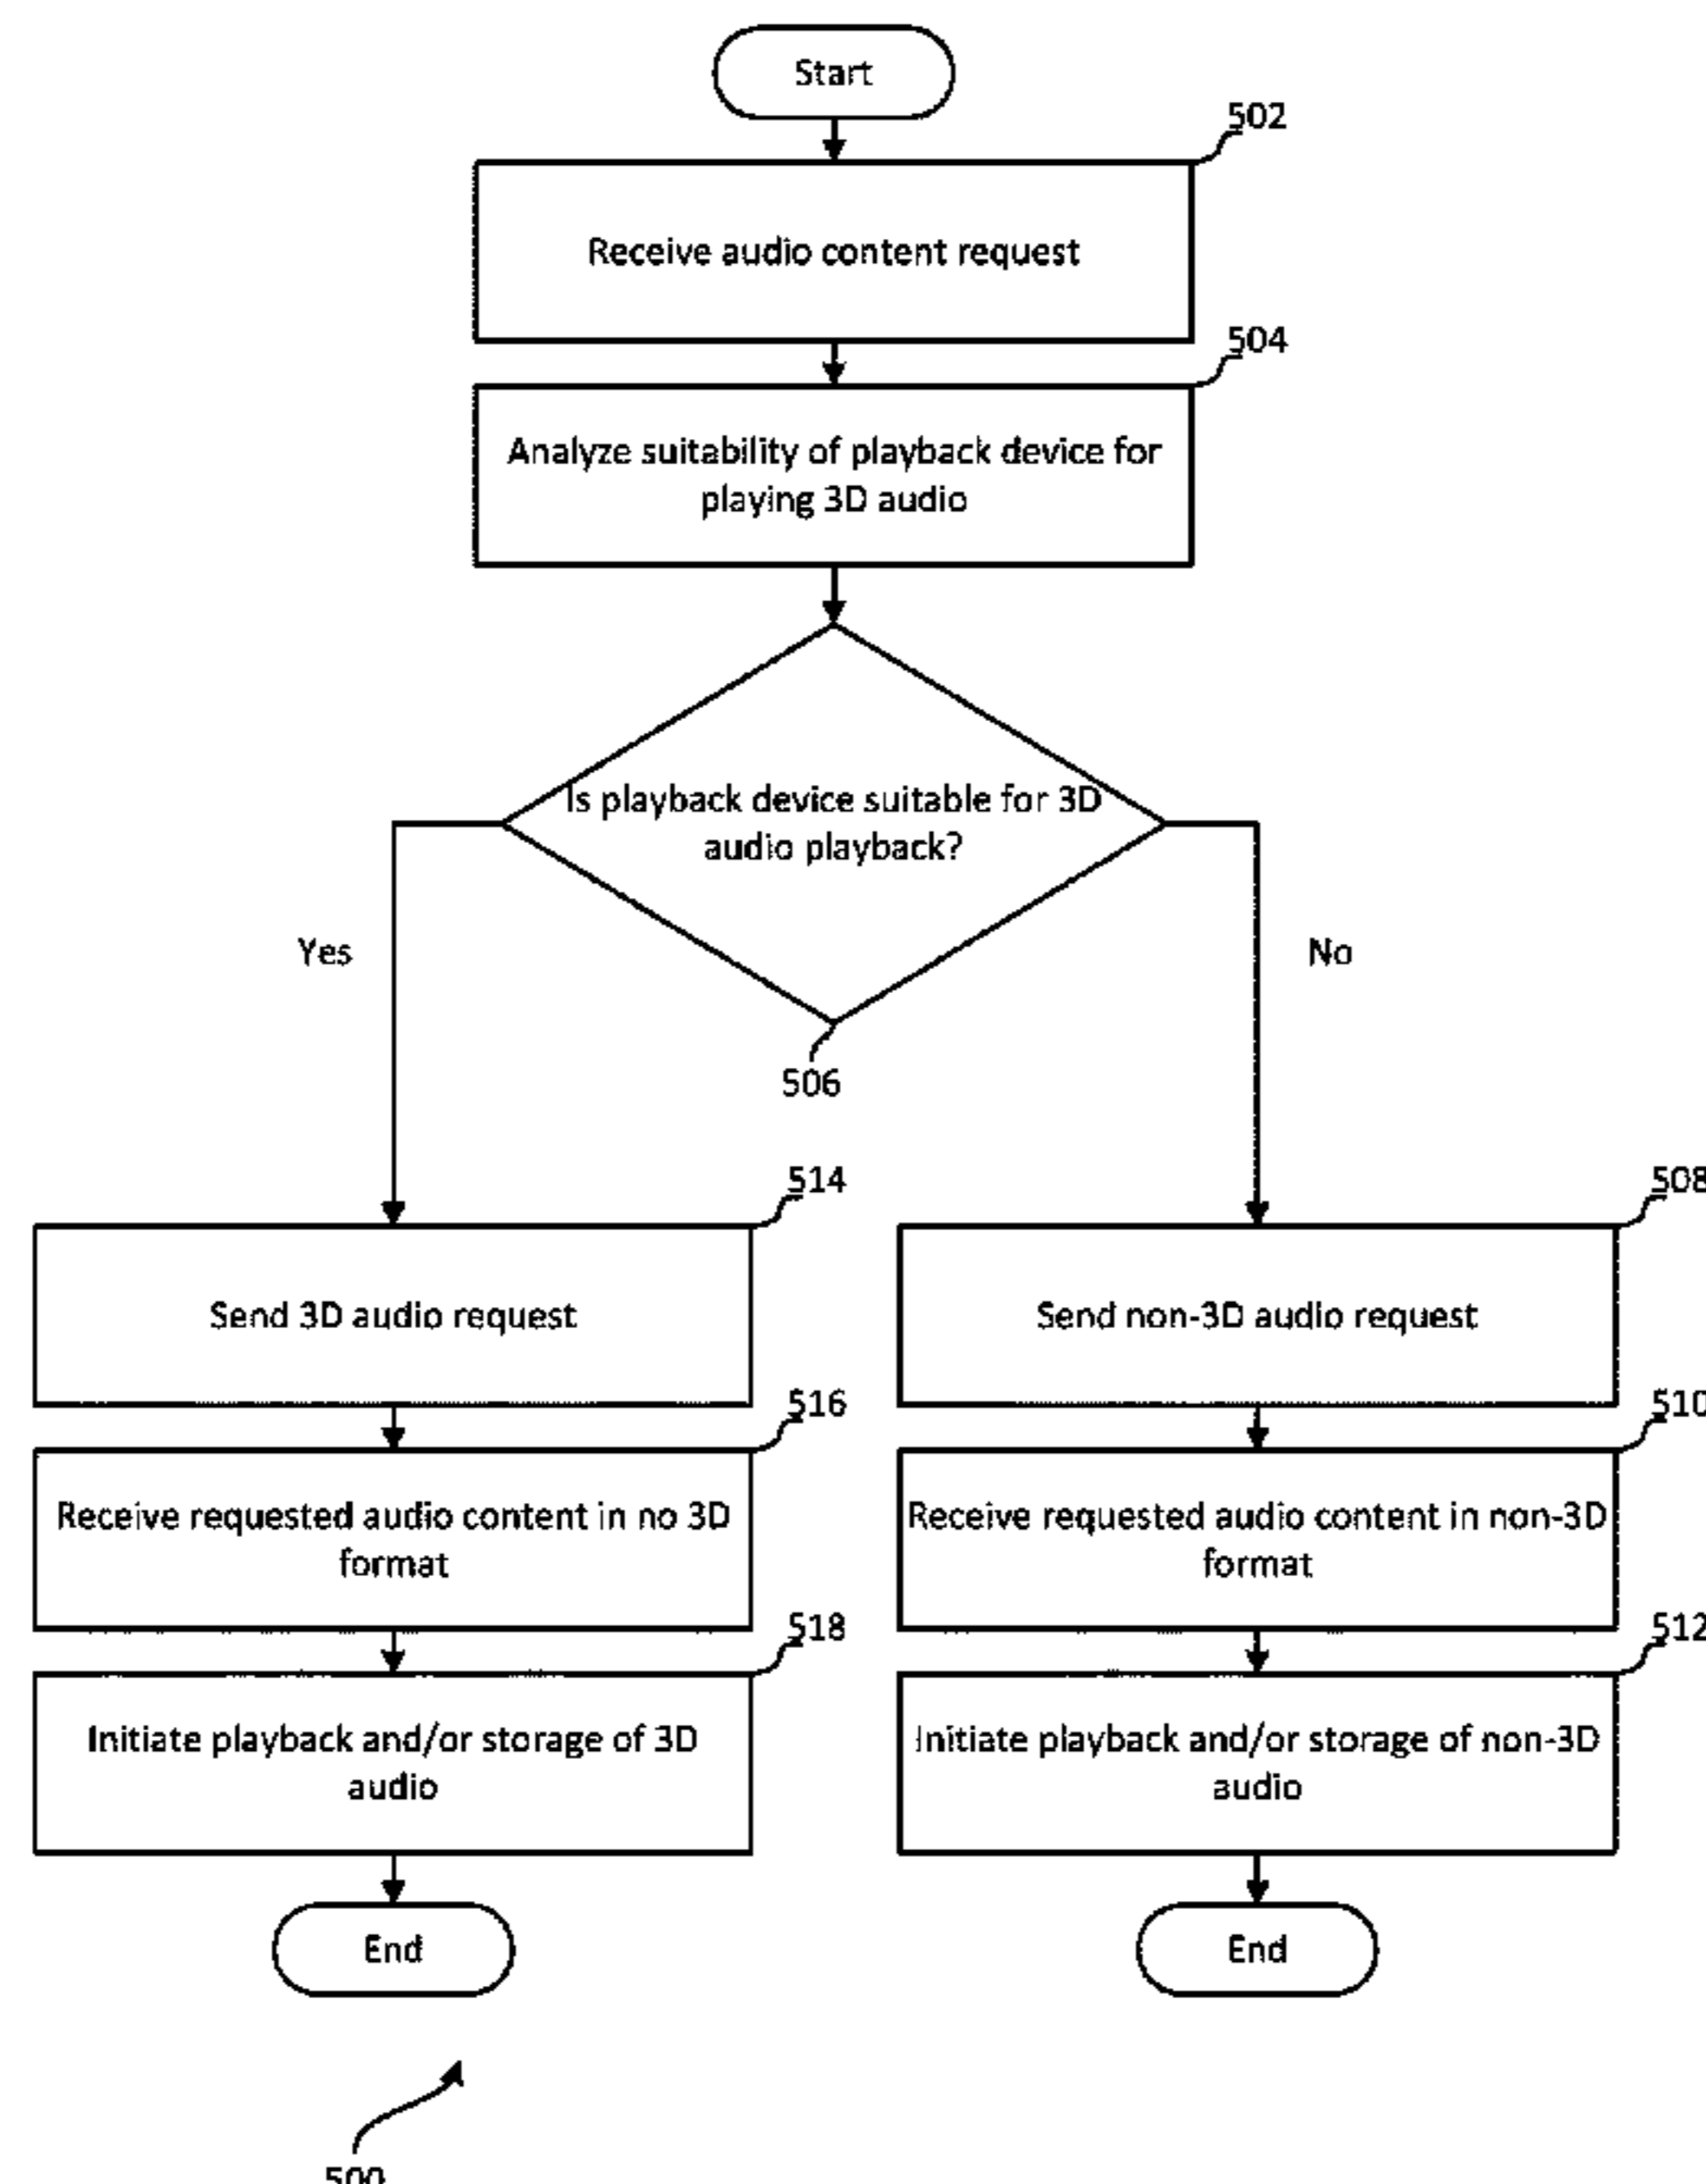 Start
502
Receive audio content request
504
Analyze suitability of playback device for
playing 3D audio
Is playback device suitable for 3D
audio playback?
Yes
No
506
514
508
Send 3D audio request
Send non-3D audio request
516
510
Receive requested audio content in no 3D
format
Receive requested audio content in non-3D
format
518
512
Initiate playback and/or storage of 3D
audio
Initiate playback and/or storage of non-3D
audio
End
End
500